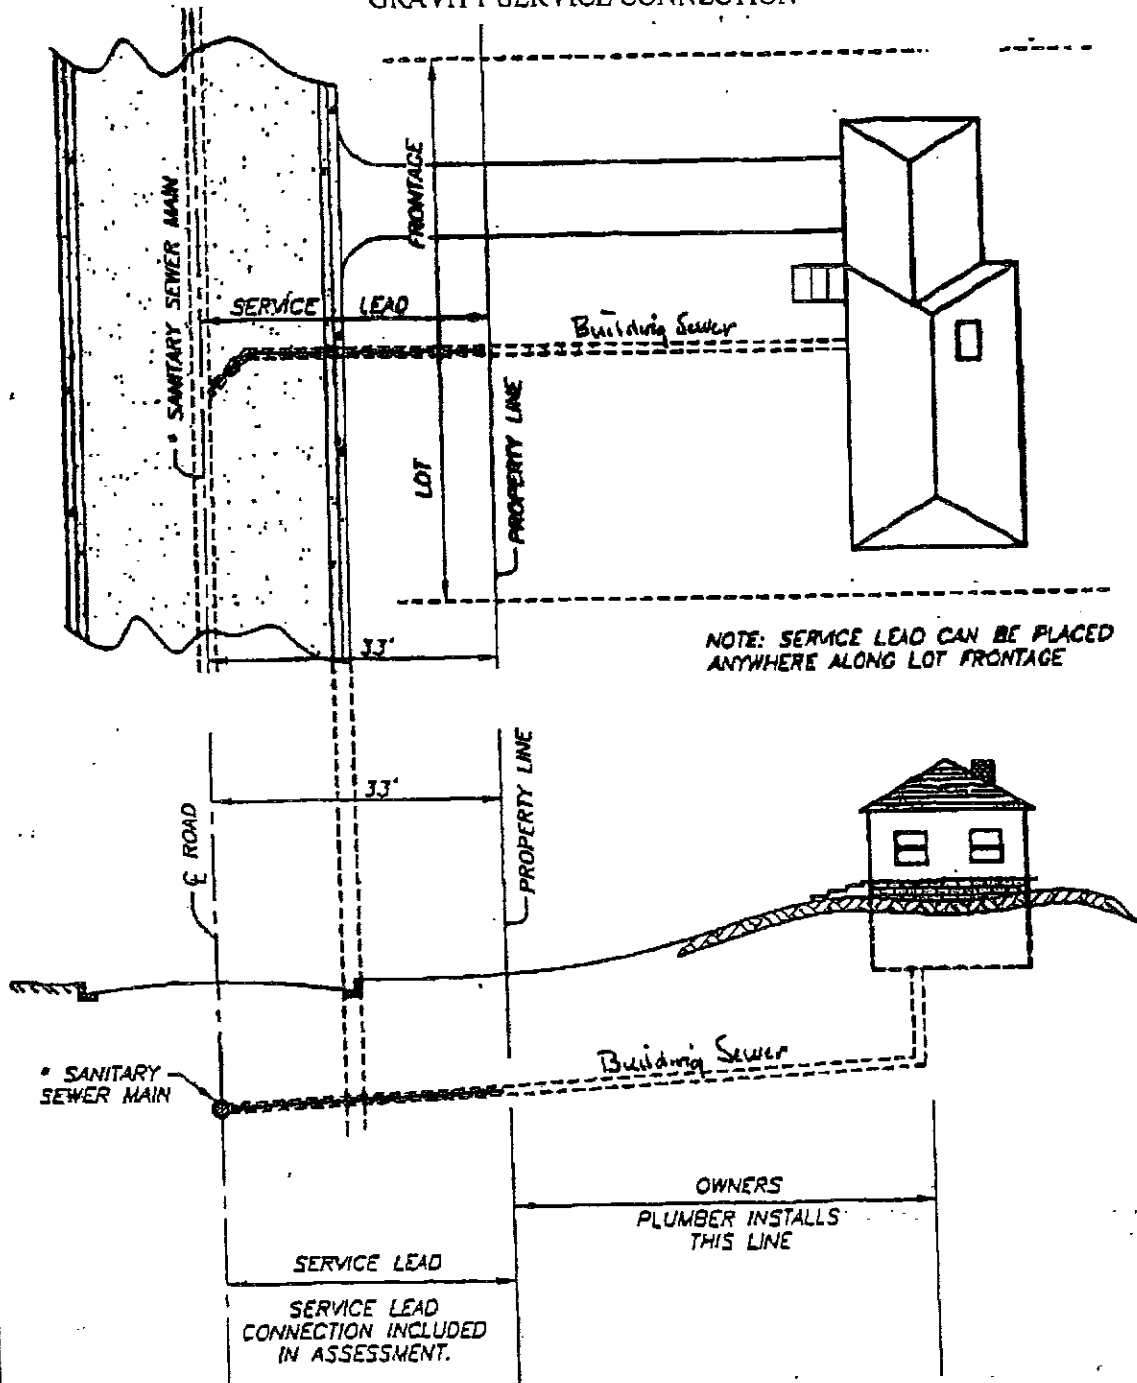 GRAVITY SERVICE CONNECTION
* SANITARY SEWER MAIN
FRONTAGE
LOT
SERVICE LEAD
Building Sewer
PROPERTY LINE
33'
NOTE: SERVICE LEAD CAN BE PLACED
ANYWHERE ALONG LOT FRONTAGE
33'
℄ ROAD
PROPERTY LINE
* SANITARY
SEWER MAIN
Building Sewer
OWNERS
PLUMBER INSTALLS
THIS LINE
SERVICE LEAD
SERVICE LEAD
CONNECTION INCLUDED
IN ASSESSMENT.